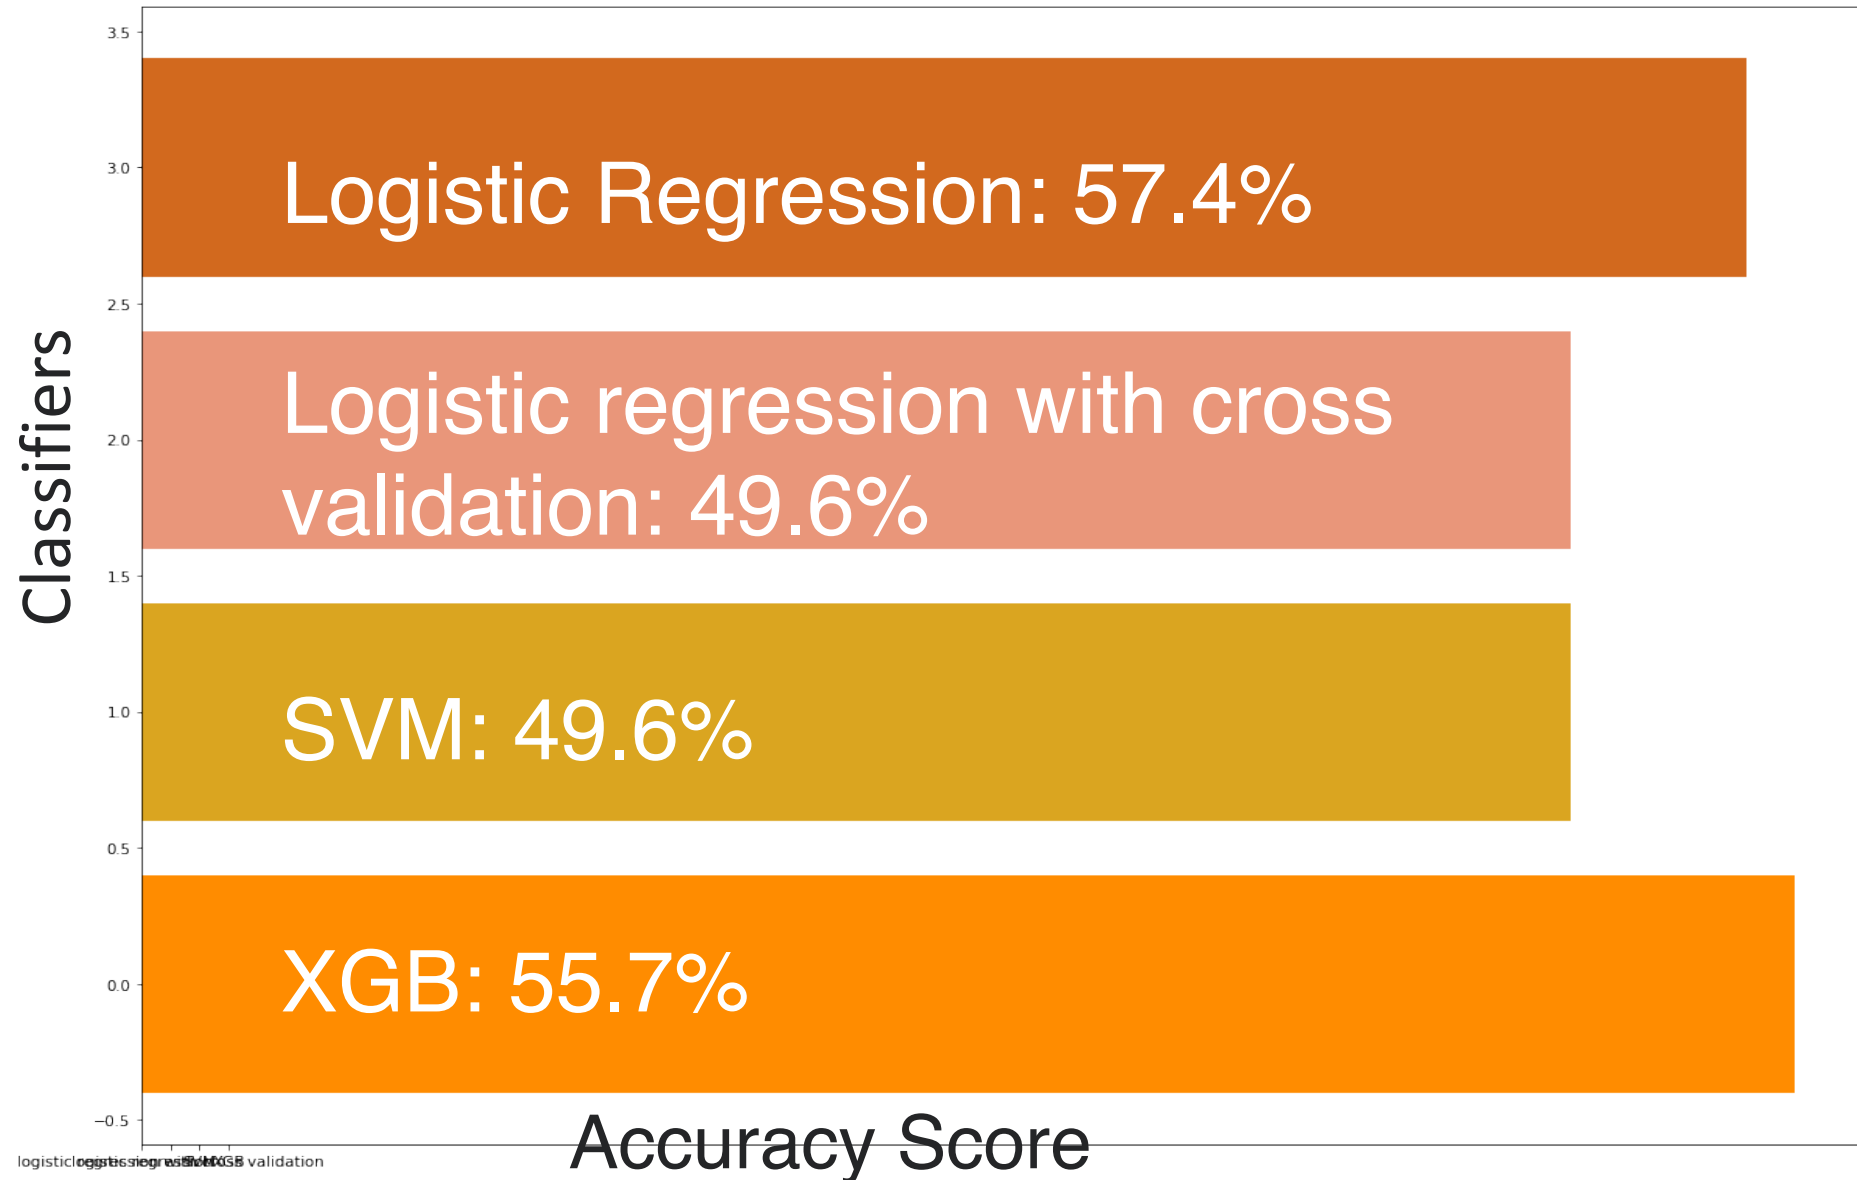 3.5
Logistic Regression: 57.4%
3.0
2.5
Classifiers
Logistic regression with cross
2.0
validation: 49.6%
1.5
SVM: 49.6%
1.0
0.5
XGB: 55.7%
0.0
−0.5
Accuracy Score
logistic validation